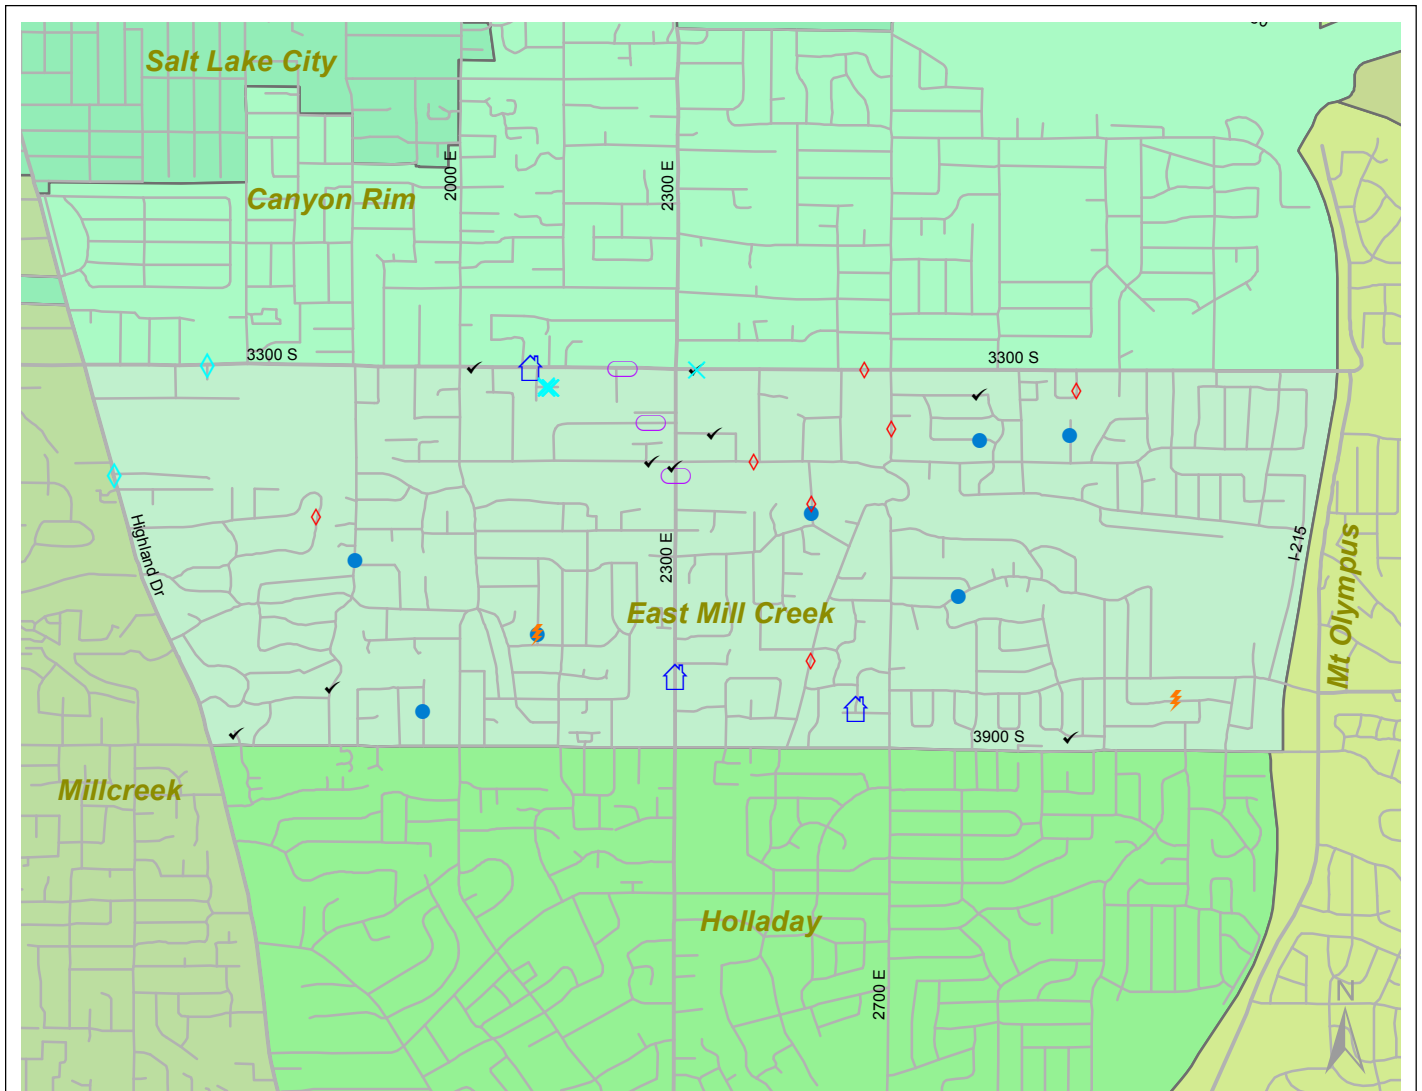 Salt Lake City
2000 E
2300 E
Canyon Rim
3300 S
3300 S
Highland Dr
2300 E
I-215
East Mill Creek
Mt Olympus
3900 S
Millcreek
Holladay
2700 E
N